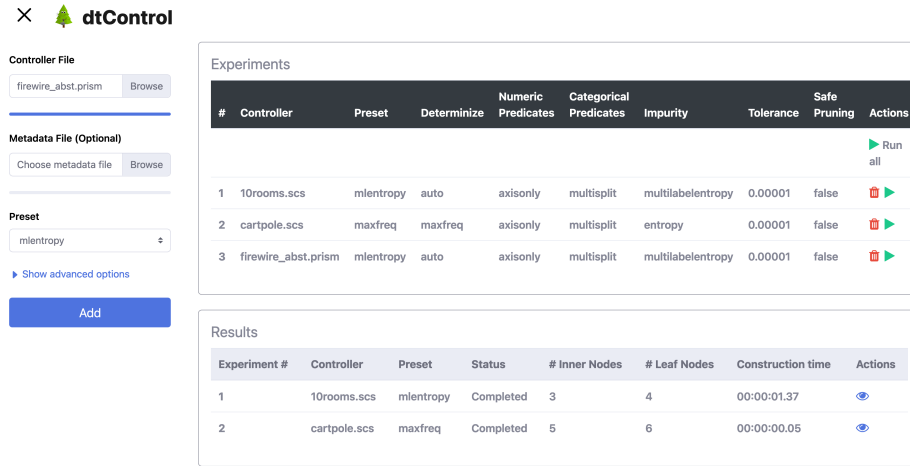 dtControl
Controller File
firewire_abst.prism Browse
Metadata File (Optional)
Choose metadata file Browse
Preset
mlentropy
Show advanced options
Add
Experiments
# Controller Preset Determinize Numeric Predicates Categorical Predicates Impurity Tolerance Safe Pruning Actions
Run all
1 10rooms.scs mlentropy auto axisonly multisplit multilabelentropy 0.00001 false
2 cartpole.scs maxfreq maxfreq axisonly multisplit entropy 0.00001 false
3 firewire_abst.prism mlentropy auto axisonly multisplit multilabelentropy 0.00001 false
Results
Experiment # Controller Preset Status # Inner Nodes # Leaf Nodes Construction time Actions
1 10rooms.scs mlentropy Completed 3 4 00:00:01.37
2 cartpole.scs maxfreq Completed 5 6 00:00:00.05